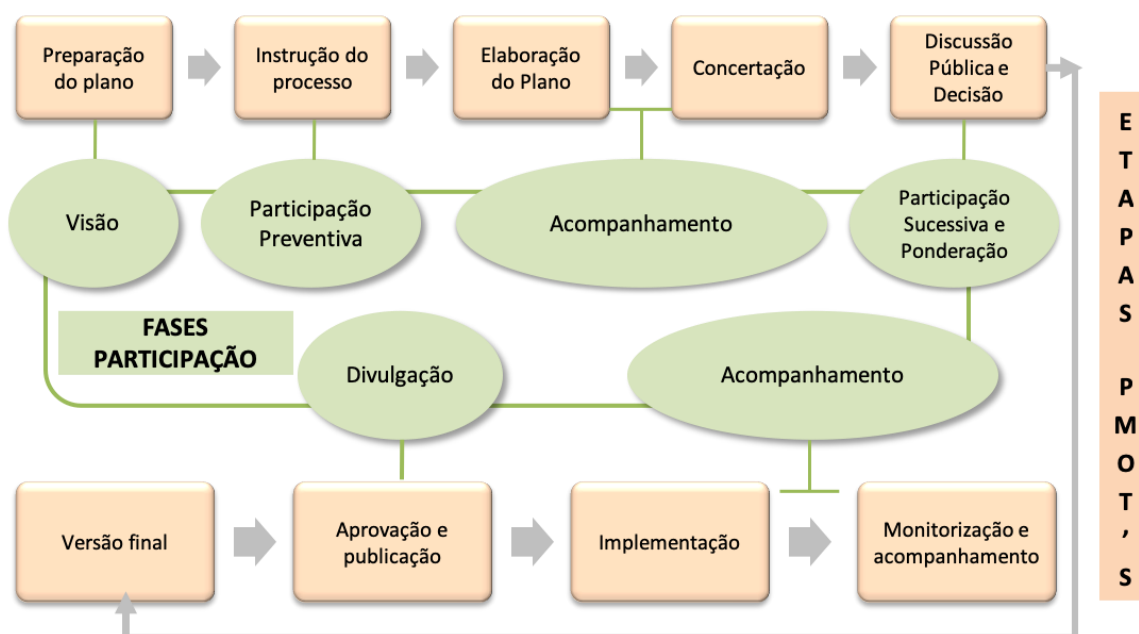 Preparação
do plano
Instrução do
processo
Elaboração
do Plano
Concertação
Discussão
Pública e
Decisão
Visão
Participação
Preventiva
Acompanhamento
Participação
Sucessiva e
Ponderação
FASES
PARTICIPAÇÃO
Divulgação
Acompanhamento
Versão final
Aprovação e
publicação
Implementação
Monitorização e
acompanhamento
E
T
A
P
A
S
P
M
O
T
'
S